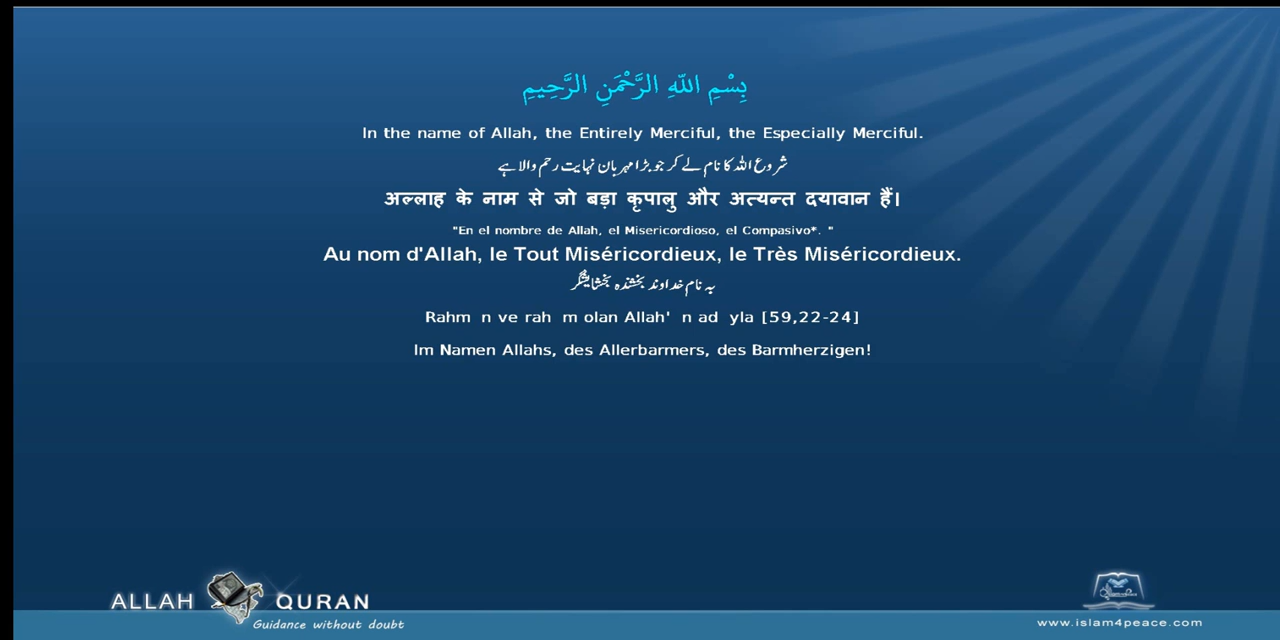 بِسْمِ اللَّهِ الرَّحْمَنِ الرَّحِيمِ
In the name of Allah, the Entirely Merciful, the Especially Merciful.
شروع الله کا نام لے کر جو بڑا مہربان نہایت رحم والا ہے
अल्लाह के नाम से जो बड़ा कृपालु और अत्यन्त दयावान हैं।
"En el nombre de Allah, el Misericordioso, el Compasivo*. "
Au nom d'Allah, le Tout Miséricordieux, le Très Miséricordieux.
به نام خداوند بخشنده بخشایشگر
Rahm n ve rah m olan Allah' n ad yla [59,22-24]
Im Namen Allahs, des Allerbarmers, des Barmherzigen!
ALLAH QURAN
Guidance without doubt
www.islam4peace.com